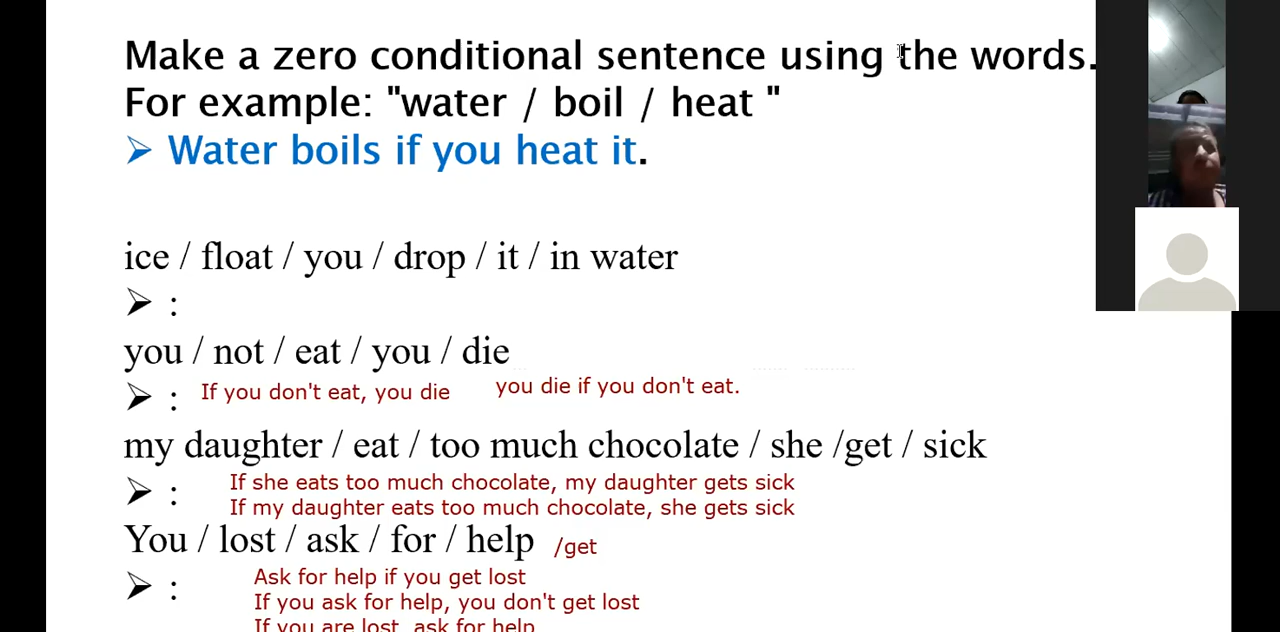 Make a zero conditional sentence using the words.
For example: "water / boil / heat "
➢ Water boils if you heat it.
ice / float / you / drop / it / in water
➢ :
you / not / eat / you / die
➢ : If you don't eat, you die you die if you don't eat.
my daughter / eat / too much chocolate / she /get / sick
➢ : If she eats too much chocolate, my daughter gets sick
If my daughter eats too much chocolate, she gets sick
You / lost / ask / for / help /get
➢ : Ask for help if you get lost
If you ask for help, you don't get lost
If you are lost, ask for help